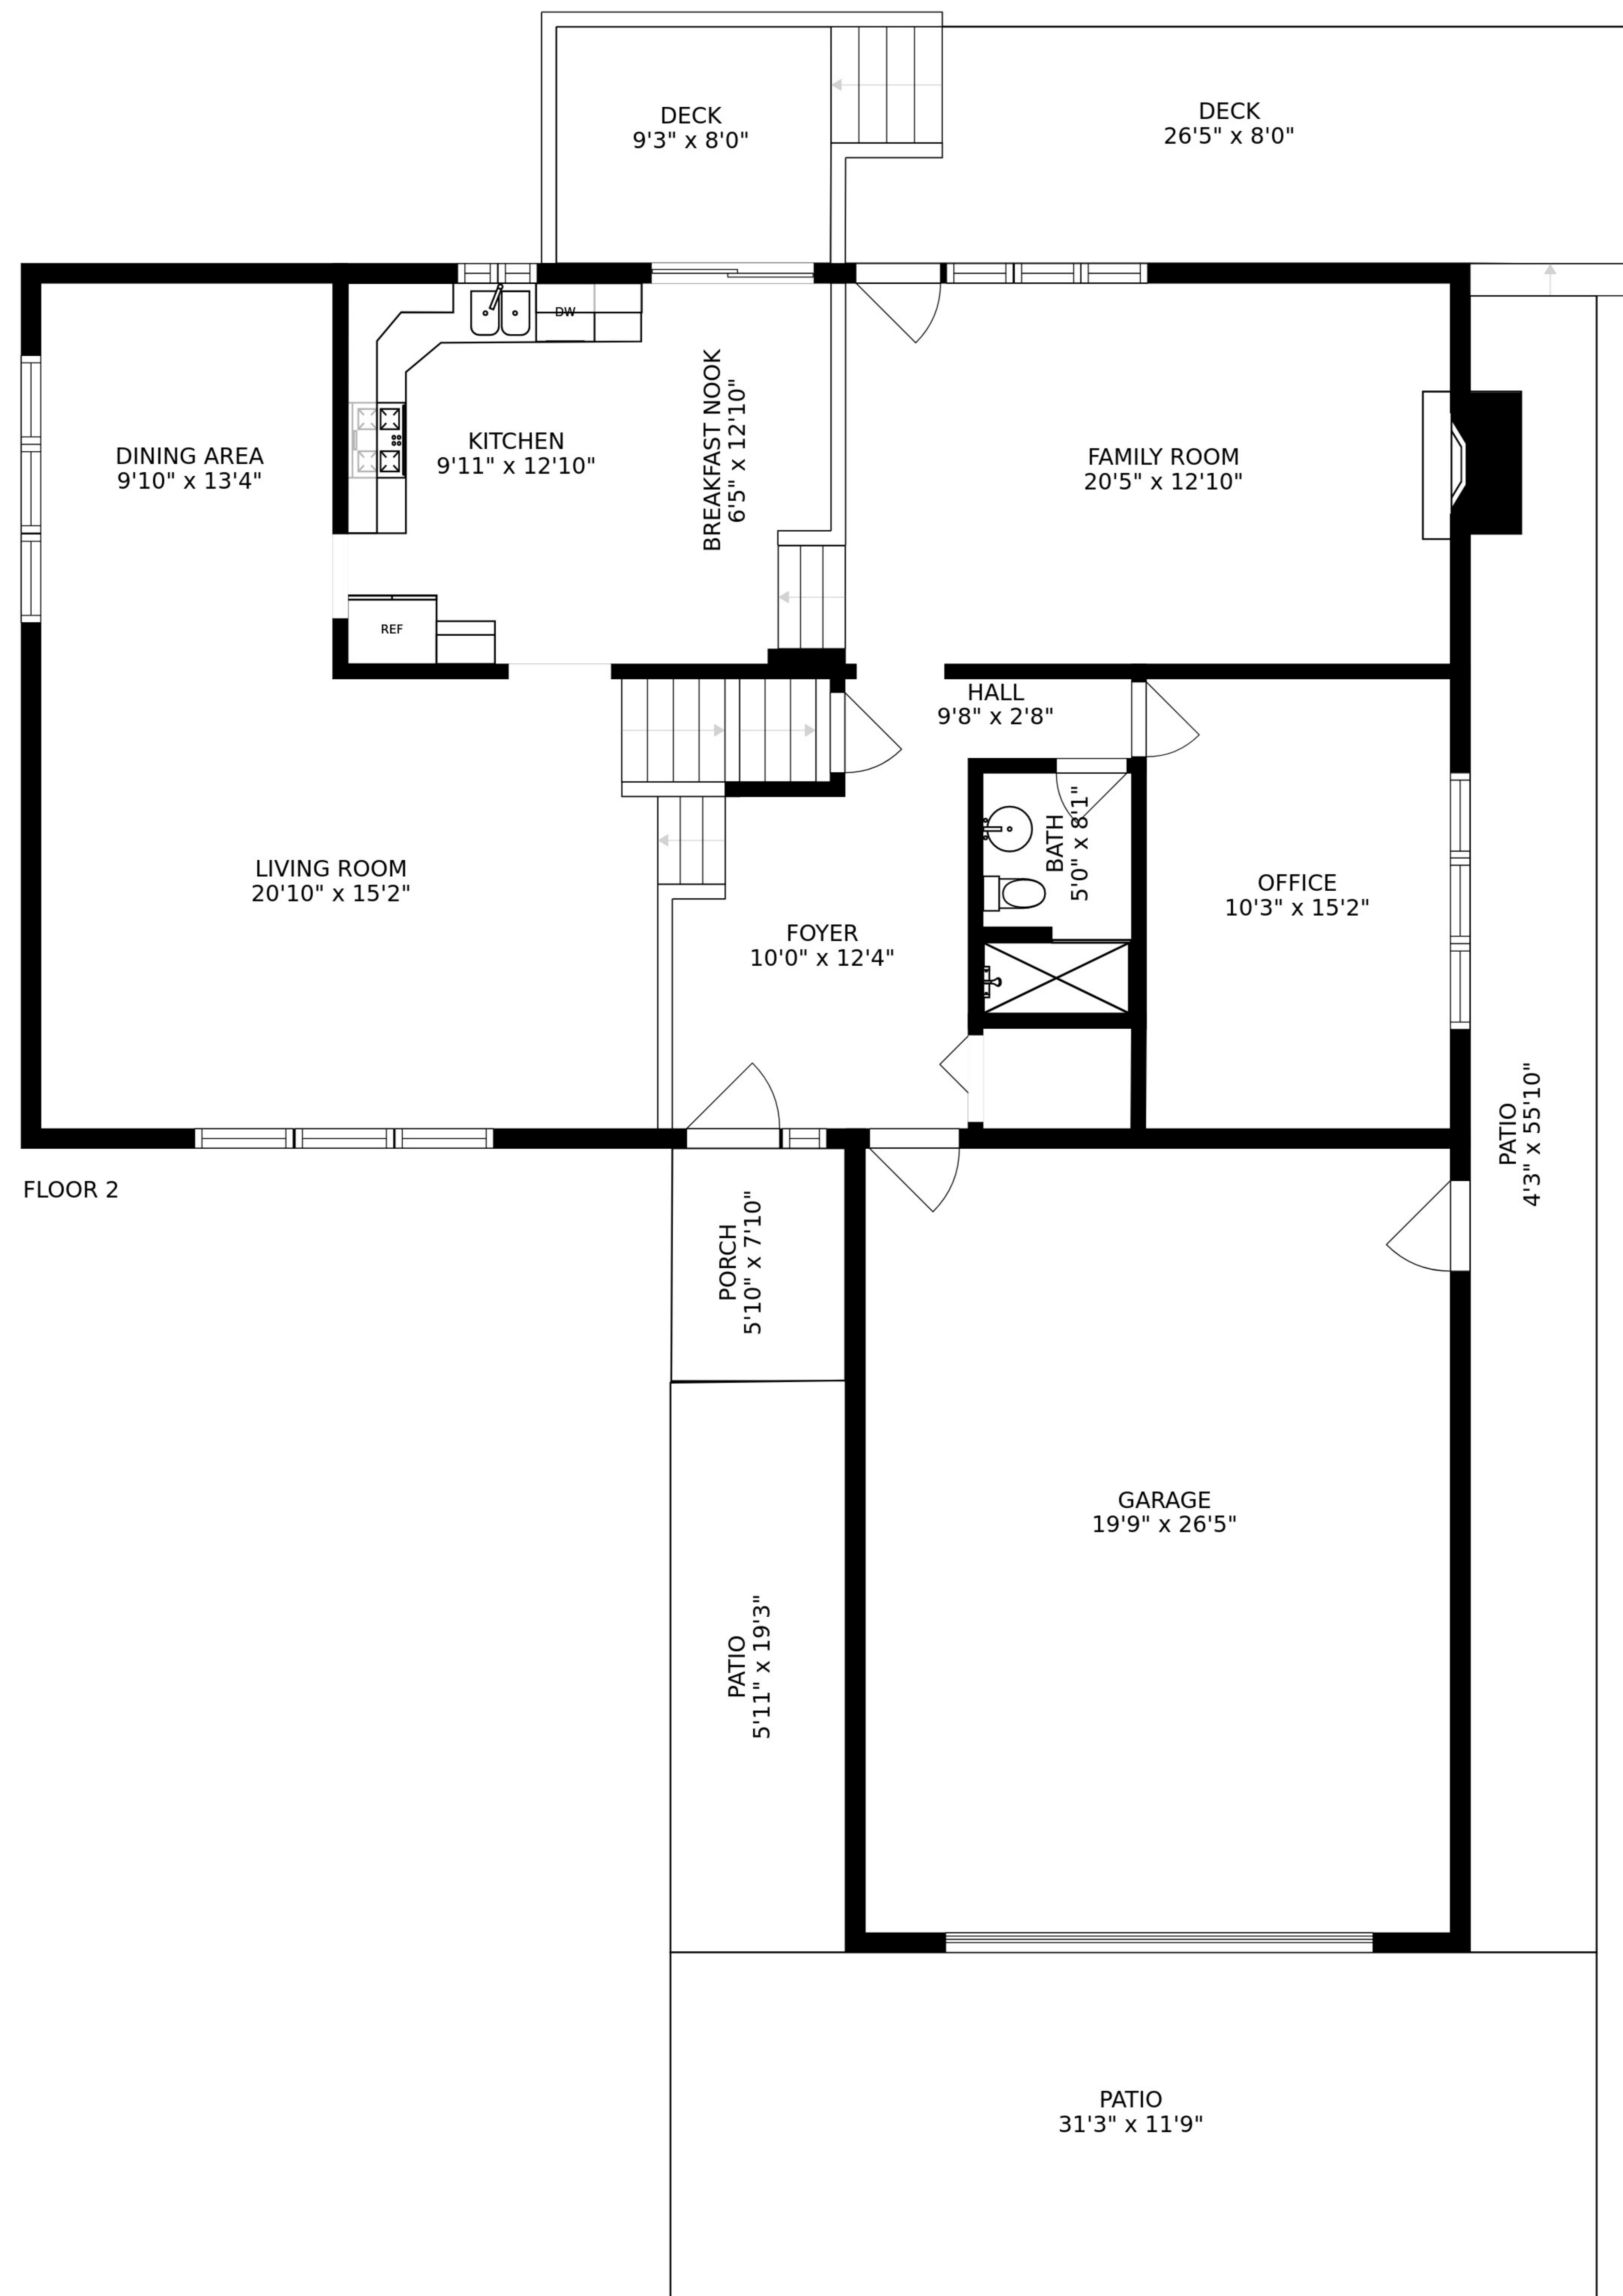 DECK
9'3" x 8'0"
DECK
26'5" x 8'0"
DW
DINING AREA
9'10" x 13'4"
KITCHEN
9'11" x 12'10"
BREAKFAST NOOK
6'5" x 12'10"
FAMILY ROOM
20'5" x 12'10"
REF
HALL
9'8" x 2'8"
LIVING ROOM
20'10" x 15'2"
BATH
5'0" x 8'1"
OFFICE
10'3" x 15'2"
FOYER
10'0" x 12'4"
PATIO
4'3" x 55'10"
FLOOR 2
PORCH
5'10" x 7'10"
GARAGE
19'9" x 26'5"
PATIO
5'11" x 19'3"
PATIO
31'3" x 11'9"